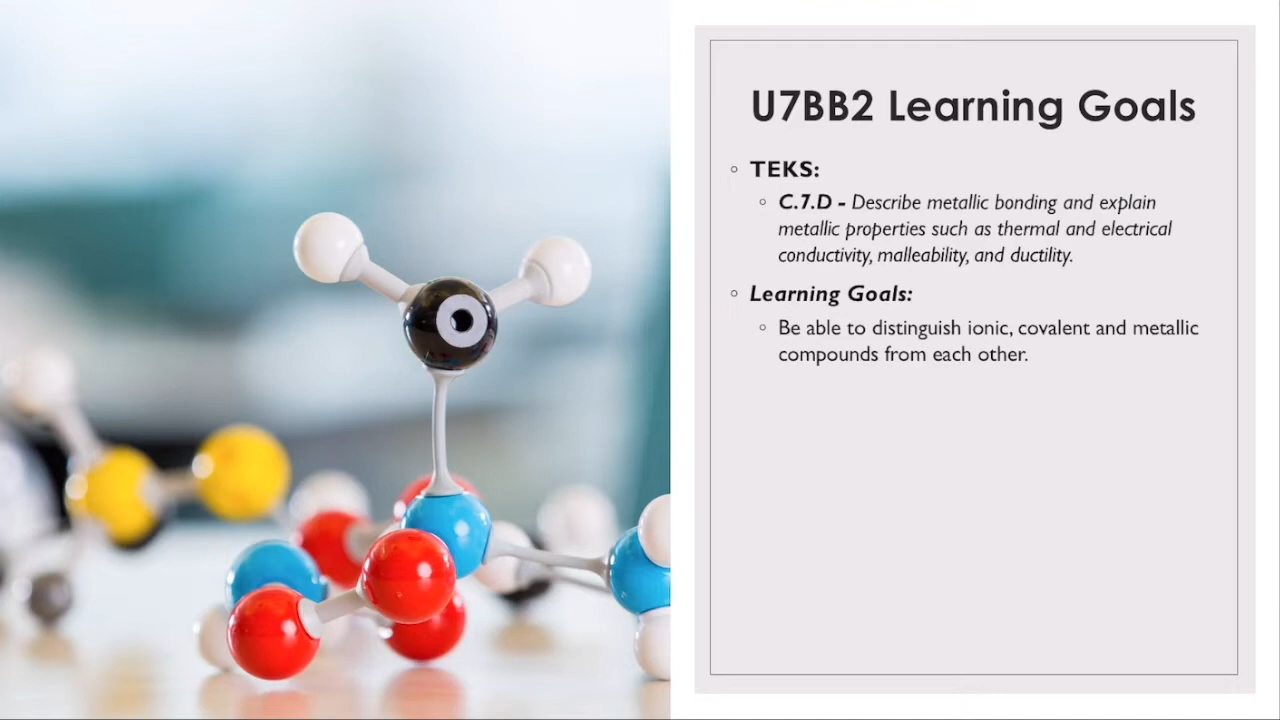 U7BB2 Learning Goals
◦ TEKS:
◦ C.7.D - Describe metallic bonding and explain
metallic properties such as thermal and electrical
conductivity, malleability, and ductility.
◦ Learning Goals:
◦ Be able to distinguish ionic, covalent and metallic
compounds from each other.